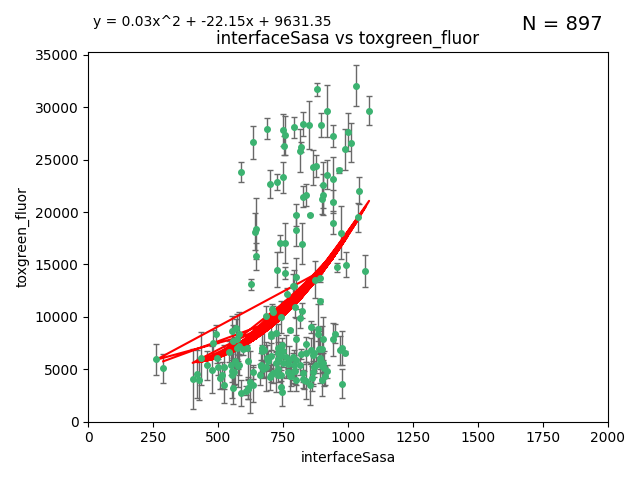 y = 0.03x^2 + -22.15x + 9631.35
N = 897
interfaceSasa vs toxgreen_fluor
35000
30000
25000
20000
15000
10000
5000
0
toxgreen_fluor
0 250 500 750 1000 1250 1500 1750 2000
interfaceSasa